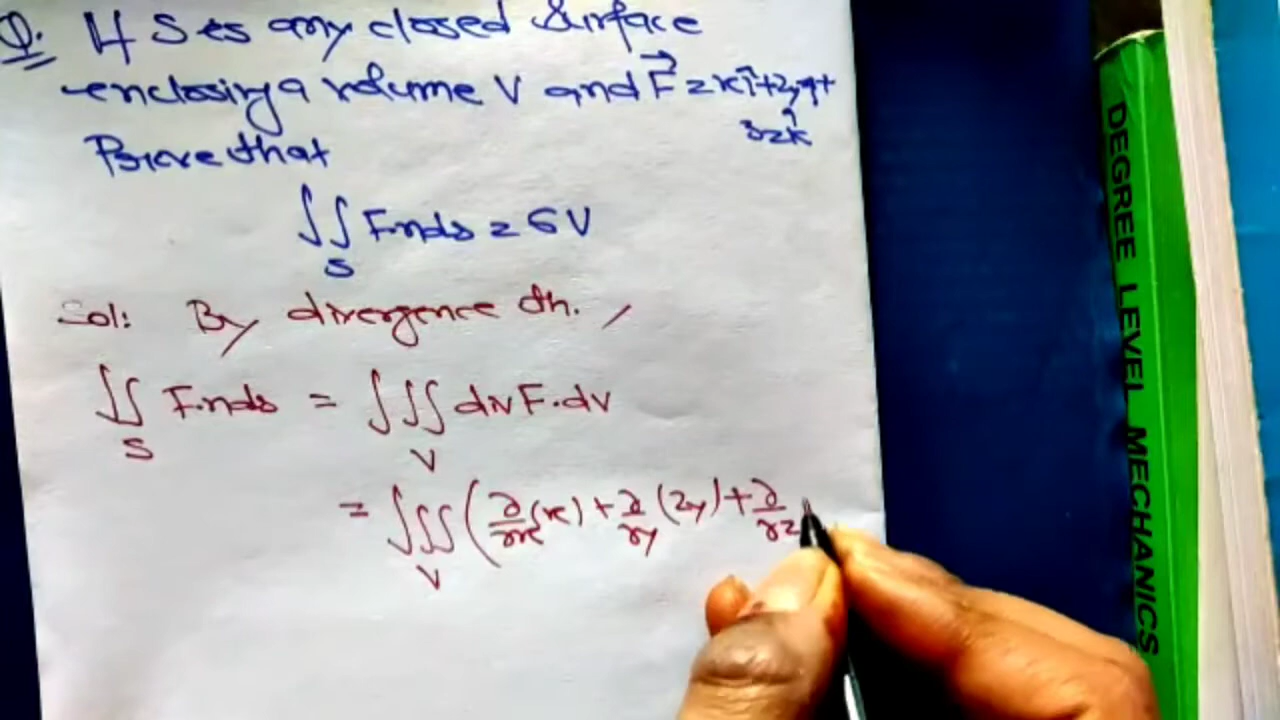 Q. If S es any closed surface
enclosing a volume V and F⃗ = xî+2yĵ+
3zk̂
Prove that
∬ F.nds = 6V
S
Sol: By divergence th. ,
∬ F.nds = ∭ div F.dV
S V
= ∭ (∂/∂x (x) + ∂/∂y (2y) + ∂/∂z
V
DEGREE LEVEL MECHANICS